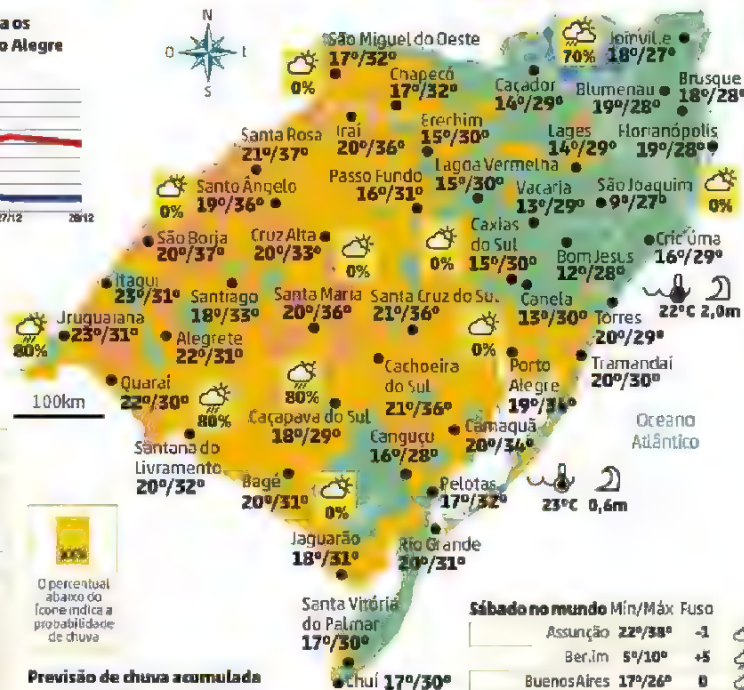 a os
o Alegre
27/12 28/12
N
O L
S
100km
São Miguel do Oeste
17º/32º
0%
Chapecó
17º/32º
Caçador
14º/29º
70%
Joinville
18º/27º
Blumenau
19º/28º
Brusque
18º/28º
Iraí
20º/36º
Erechim
15º/30º
Lages
14º/29º
Florianópolis
19º/28º
Santa Rosa
21º/37º
Passo Fundo
16º/31º
Lagoa Vermelha
15º/30º
Vacaria
13º/29º
São Joaquim
9º/27º
0%
0%
Santo Ângelo
19º/36º
São Borja
20º/37º
Cruz Alta
20º/33º
0%
0%
Caxias
do Sul
15º/30º
Bom Jesus
12º/28º
Criciúma
16º/29º
22ºC 2,0m
Itaqui
23º/31º
Santiago
18º/33º
Santa Maria
20º/36º
Santa Cruz do Sul
21º/36º
Canela
13º/30º
Torres
20º/29º
80%
Uruguaiana
23º/31º
Alegrete
22º/31º
0%
Cachoeira
do Sul
21º/36º
Porto
Alegre
Tramandaí
20º/30º
Quaraí
22º/30º
80%
80%
Caçapava do Sul
18º/29º
Canguçu
16º/28º
Camaquã
20º/34º
Oceano
Atlântico
Santana do
Livramento
20º/32º
Bagé
20º/31º
0%
Pelotas
17º/32º
23ºC 0,6m
Jaguarão
18º/31º
Rio Grande
20º/31º
O percentual
abaixo do
ícone indica a
probabilidade
de chuva
Santa Vitória
do Palmar
17º/30º
Chuí 17º/30º
Previsão de chuva acumulada
Sábado no mundo Mín/Máx Fuso
Assunção 22º/38º -1
Berlim 5º/10º +5
Buenos Aires 17º/26º 0